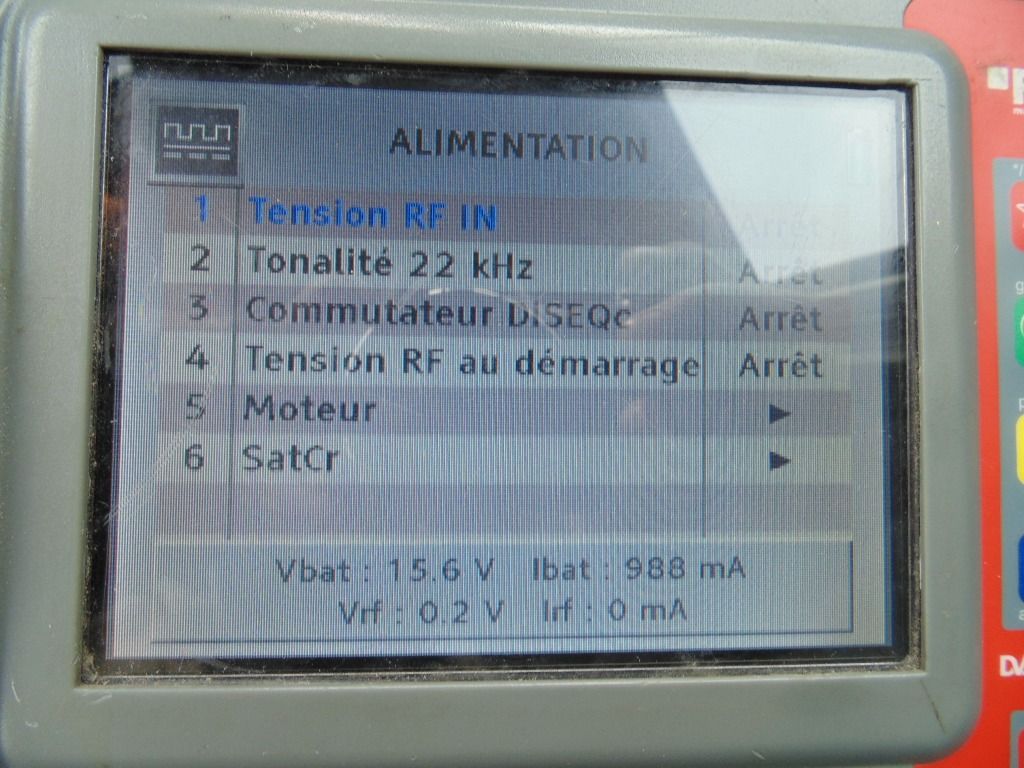 ALIMENTATION
1 Tension RF IN Arrêt
2 Tonalité 22 kHz Arrêt
3 Commutateur DiSEQc Arrêt
4 Tension RF au démarrage Arrêt
5 Moteur ►
6 SatCr ►
Vbat : 15.6 V Ibat : 988 mA
Vrf : 0.2 V Irf : 0 mA